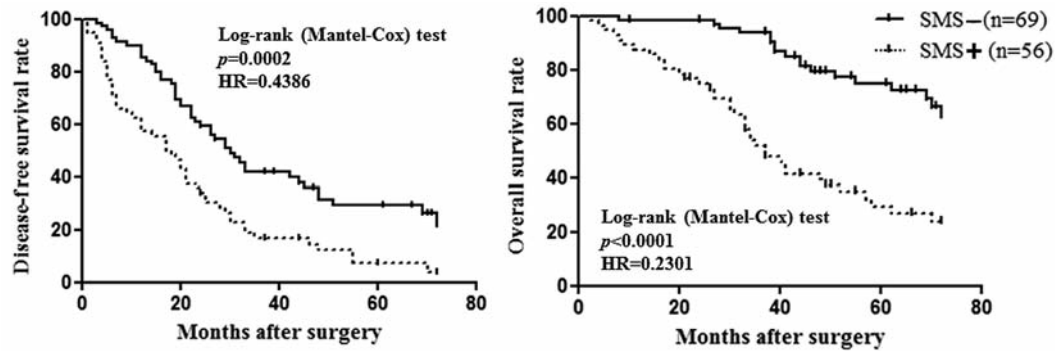 Disease-free survival rate
100
80
60
40
20
0
Log-rank (Mantel-Cox) test
p=0.0002
HR=0.4386
0 20 40 60 80
Months after surgery
Overall survival rate
100
80
60
40
20
0
SMS−(n=69)
SMS+ (n=56)
Log-rank (Mantel-Cox) test
p<0.0001
HR=0.2301
0 20 40 60 80
Months after surgery